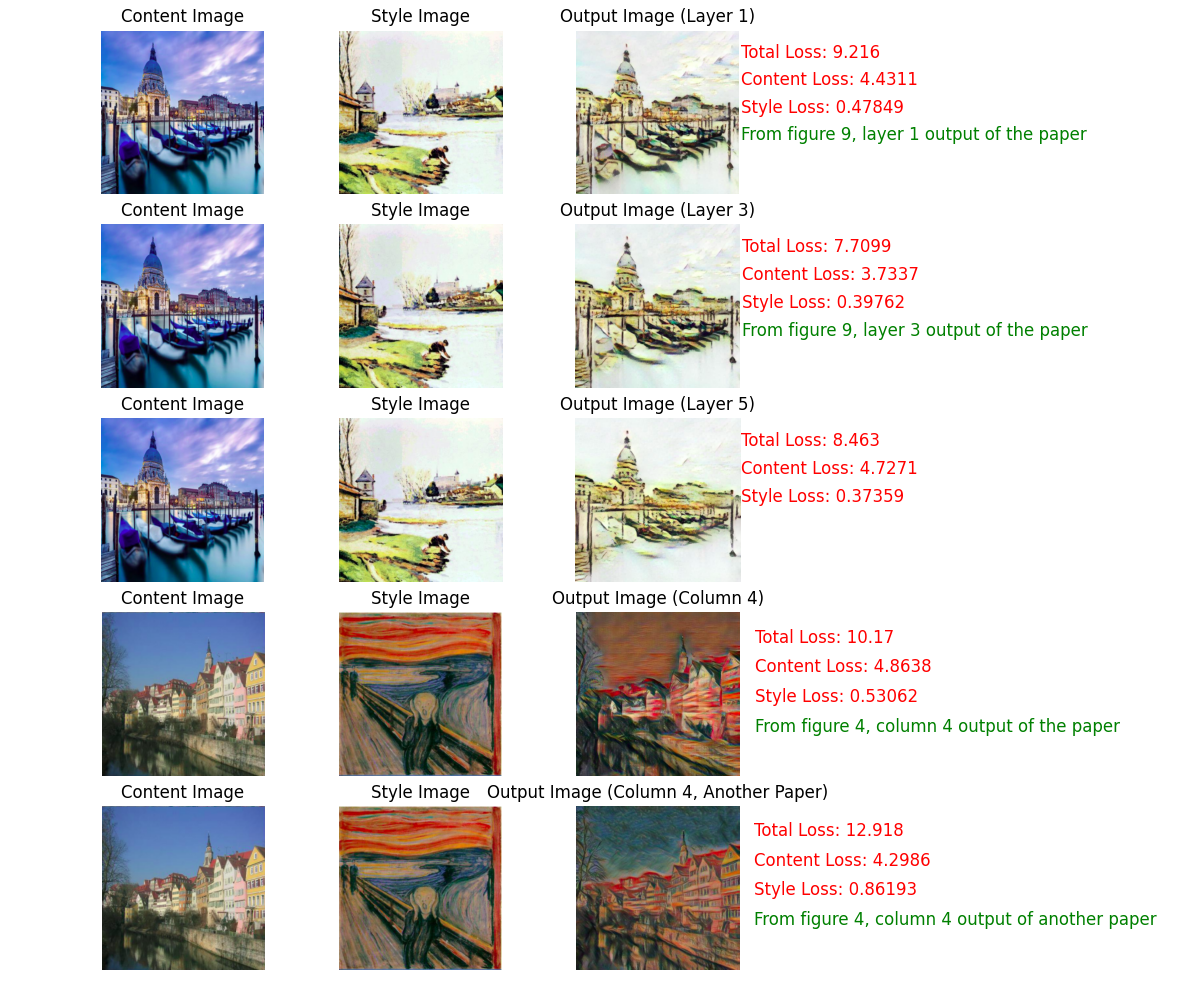 Content Image Style Image Output Image (Layer 1)
Total Loss: 9.216
Content Loss: 4.4311
Style Loss: 0.47849
From figure 9, layer 1 output of the paper
Content Image Style Image Output Image (Layer 3)
Total Loss: 7.7099
Content Loss: 3.7337
Style Loss: 0.39762
From figure 9, layer 3 output of the paper
Content Image Style Image Output Image (Layer 5)
Total Loss: 8.463
Content Loss: 4.7271
Style Loss: 0.37359
Content Image Style Image Output Image (Column 4)
Total Loss: 10.17
Content Loss: 4.8638
Style Loss: 0.53062
From figure 4, column 4 output of the paper
Content Image Style Image Output Image (Column 4, Another Paper)
Total Loss: 12.918
Content Loss: 4.2986
Style Loss: 0.86193
From figure 4, column 4 output of another paper